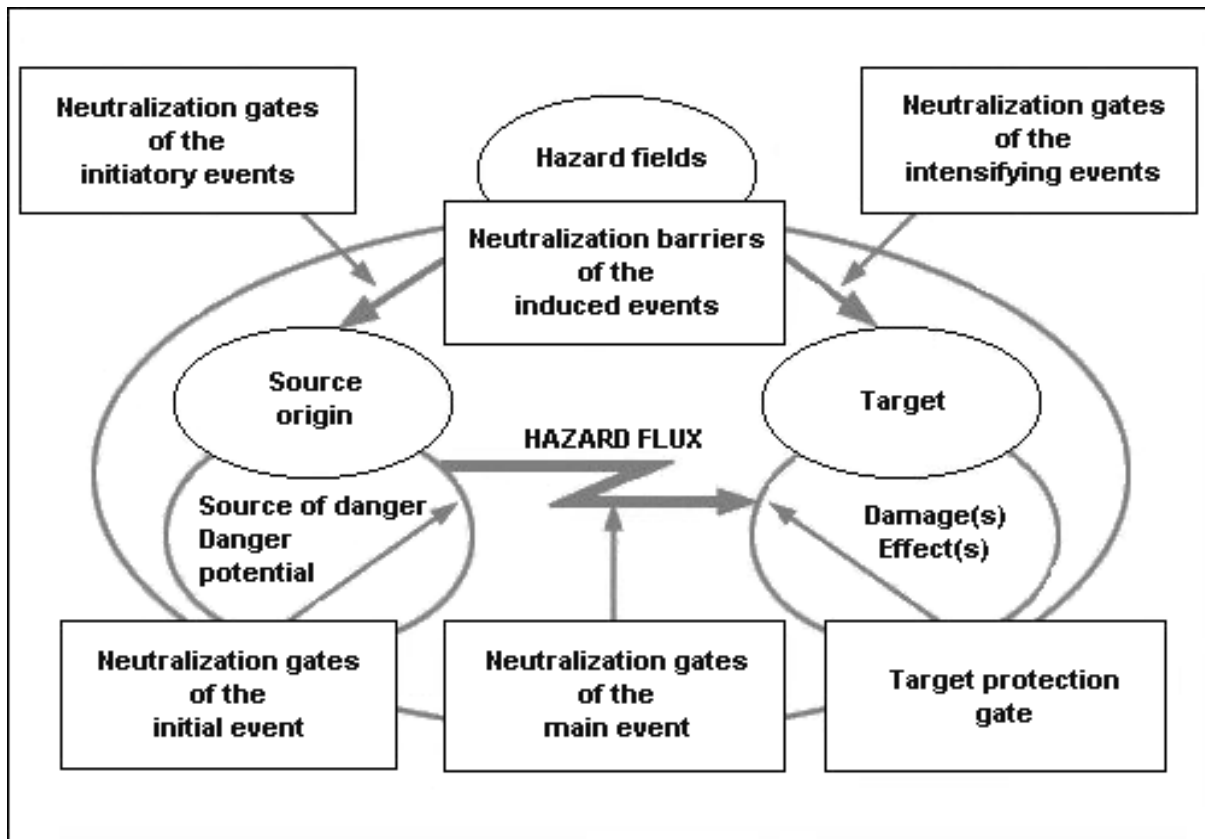 Neutralization gates
of the
initiatory events
Hazard fields
Neutralization gates
of the
intensifying events
Neutralization barriers
of the
induced events
Source
origin
Target
HAZARD FLUX
Source of danger
Danger
potential
Damage(s)
Effect(s)
Neutralization gates
of the
initial event
Neutralization gates
of the
main event
Target protection
gate